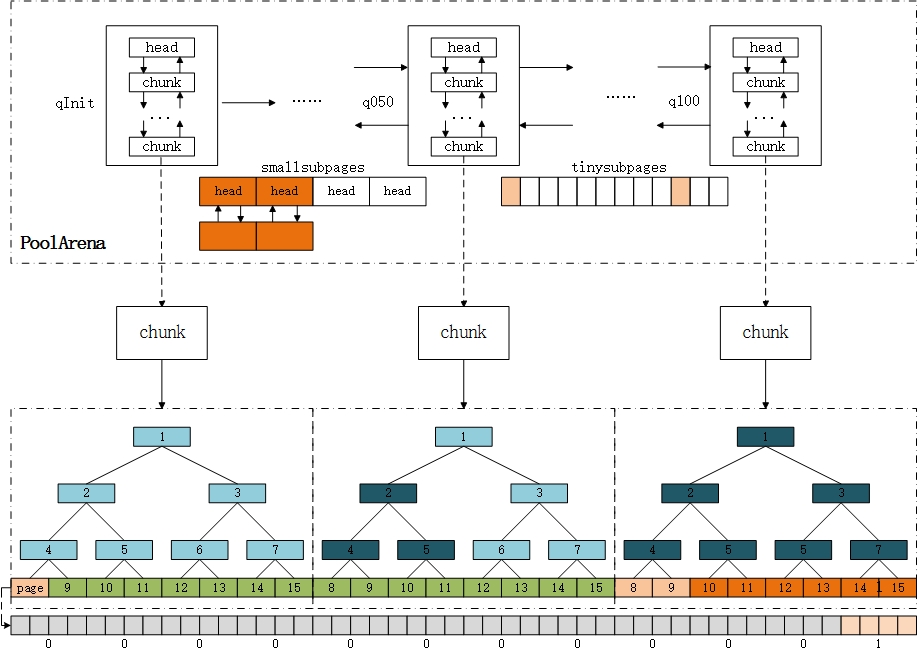 head head head
chunk chunk chunk
qInit ...... q050 ...... q100
... ... ...
chunk chunk chunk
smallsubpages tinysubpages
head head head head
PoolArena
chunk chunk chunk
1 1 1
2 3 2 3 2 3
4 5 6 7 4 5 6 7 4 5 5 7
page 9 10 11 12 13 14 15 8 9 10 11 12 13 14 15 8 9 10 11 12 13 14 1 15
0 0 0 0 0 0 0 0 0 0 0 1